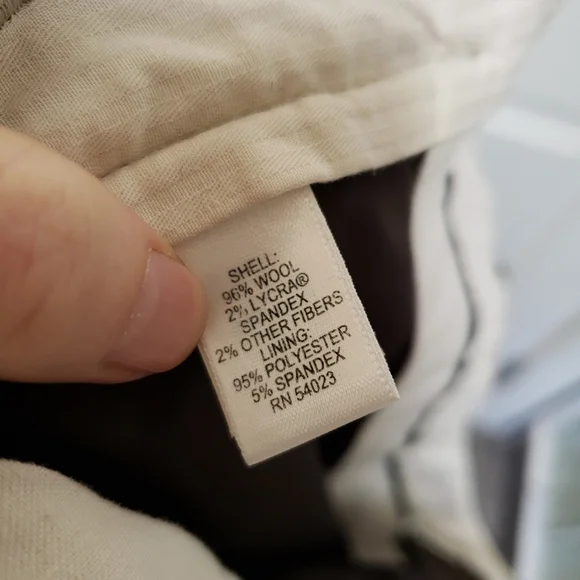 SHELL:
96% WOOL
2%, LYCRA®
SPANDEX
2% OTHER FIBERS
LINING:
95% POLYESTER
5% SPANDEX
RN 54023